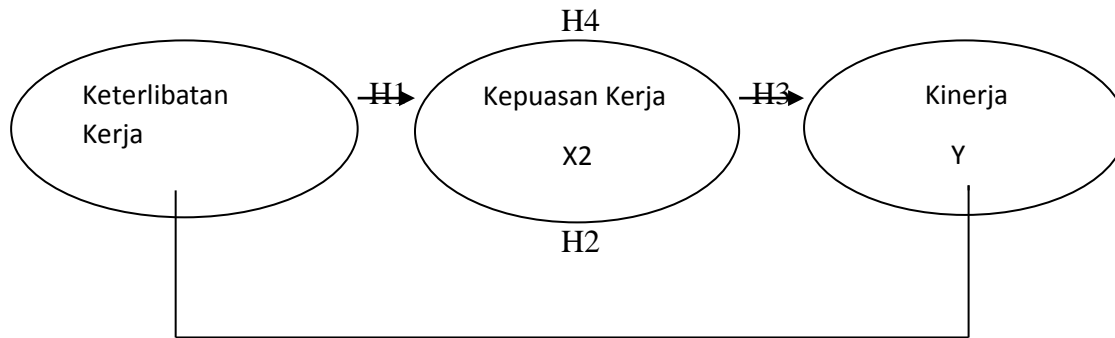 H4
Keterlibatan
Kerja
H1
Kepuasan Kerja
X2
H3
Kinerja
Y
H2